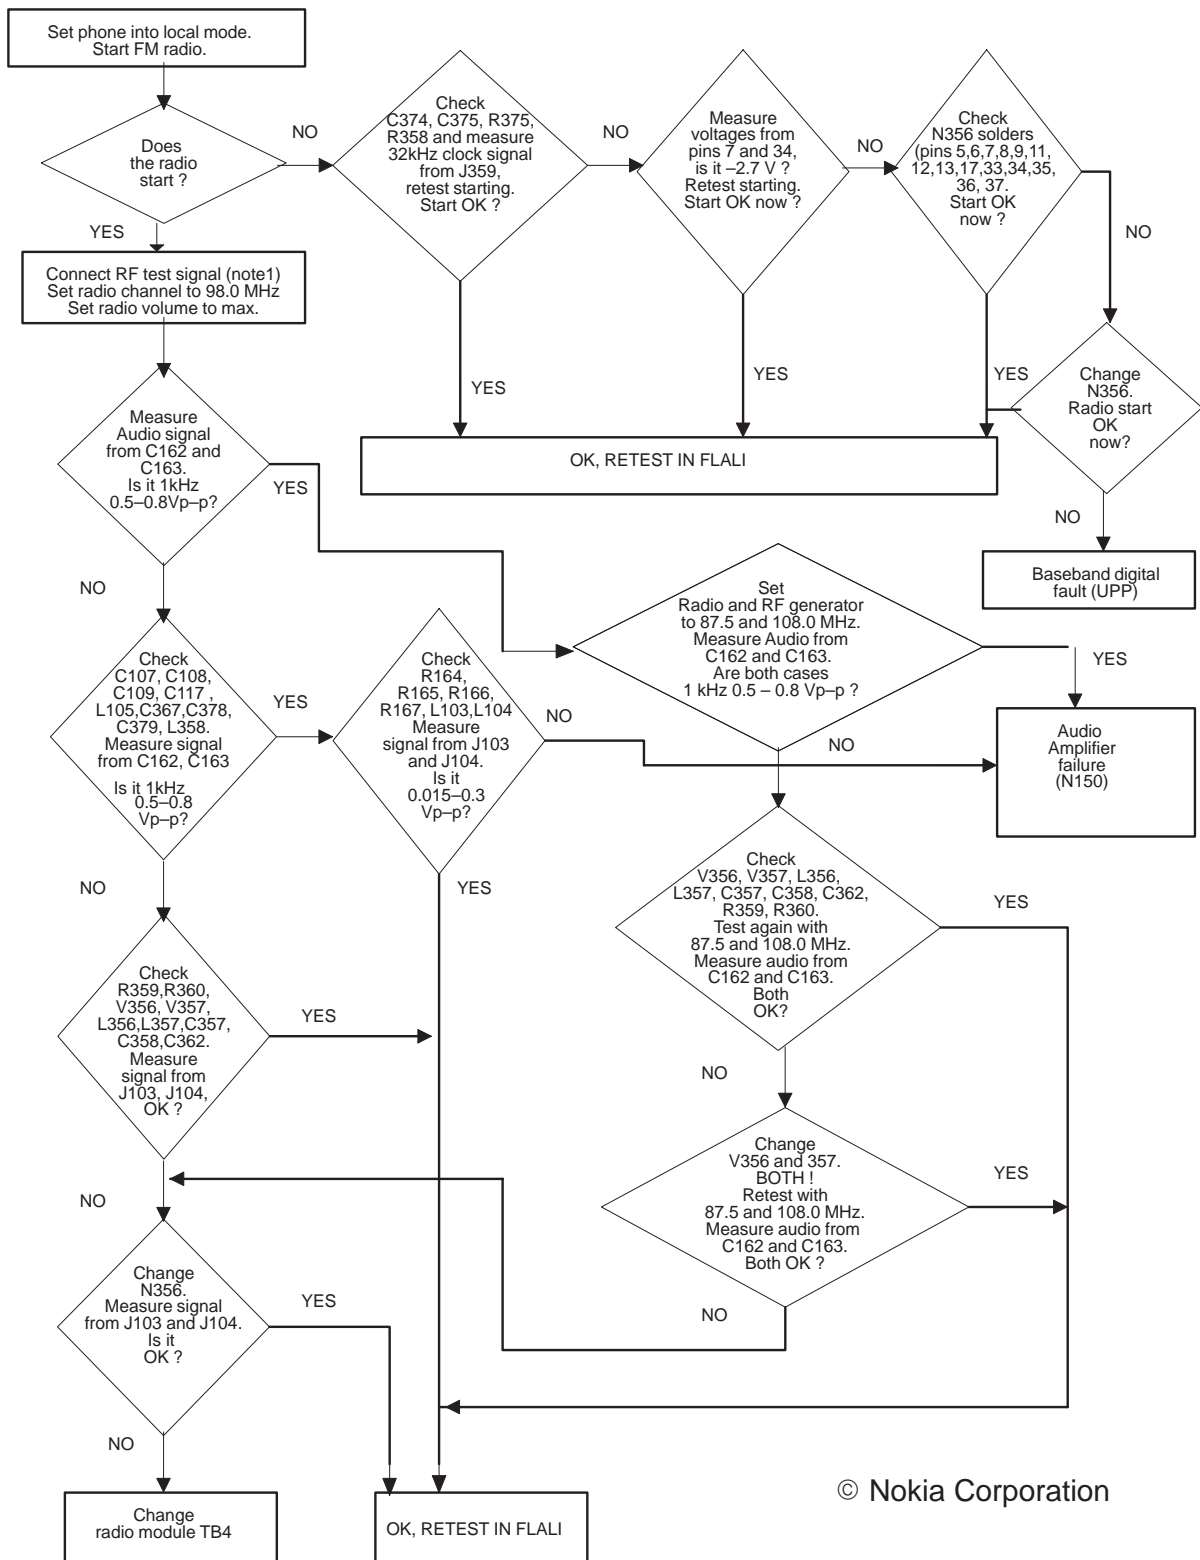 Set phone into local mode.
Start FM radio.
Does
the radio
start ?
NO
YES
Check
C374, C375, R375,
R358 and measure
32kHz clock signal
from J359,
retest starting.
Start OK ?
NO
YES
Measure
voltages from
pins 7 and 34,
is it –2.7 V ?
Retest starting.
Start OK now ?
NO
YES
Check
N356 solders
(pins 5,6,7,8,9,11,
12,13,17,33,34,35,
36, 37.
Start OK
now ?
NO
YES
Change
N356.
Radio start
OK
now?
NO
Baseband digital
fault (UPP)
OK, RETEST IN FLALI
Connect RF test signal (note1)
Set radio channel to 98.0 MHz
Set radio volume to max.
Measure
Audio signal
from C162 and
C163.
Is it 1kHz
0.5–0.8Vp–p?
YES
NO
Set
Radio and RF generator
to 87.5 and 108.0 MHz.
Measure Audio from
C162 and C163.
Are both cases
1 kHz 0.5 – 0.8 Vp–p ?
YES
NO
Audio
Amplifier
failure
(N150)
Check
C107, C108,
C109, C117 ,
L105,C367,C378,
C379, L358.
Measure signal
from C162, C163
Is it 1kHz
0.5–0.8
Vp–p?
YES
NO
Check
R164,
R165, R166,
R167, L103,L104
Measure
signal from J103
and J104.
Is it
0.015–0.3
Vp–p?
NO
YES
Check
V356, V357, L356,
L357, C357, C358, C362,
R359, R360.
Test again with
87.5 and 108.0 MHz.
Measure audio from
C162 and C163.
Both
OK?
YES
NO
Check
R359,R360,
V356, V357,
L356,L357,C357,
C358,C362.
Measure
signal from
J103, J104,
OK ?
YES
NO
Change
V356 and 357.
BOTH !
Retest with
87.5 and 108.0 MHz.
Measure audio from
C162 and C163.
Both OK ?
YES
NO
Change
N356.
Measure signal
from J103 and J104.
Is it
OK ?
YES
NO
Change
radio module TB4
OK, RETEST IN FLALI
© Nokia Corporation